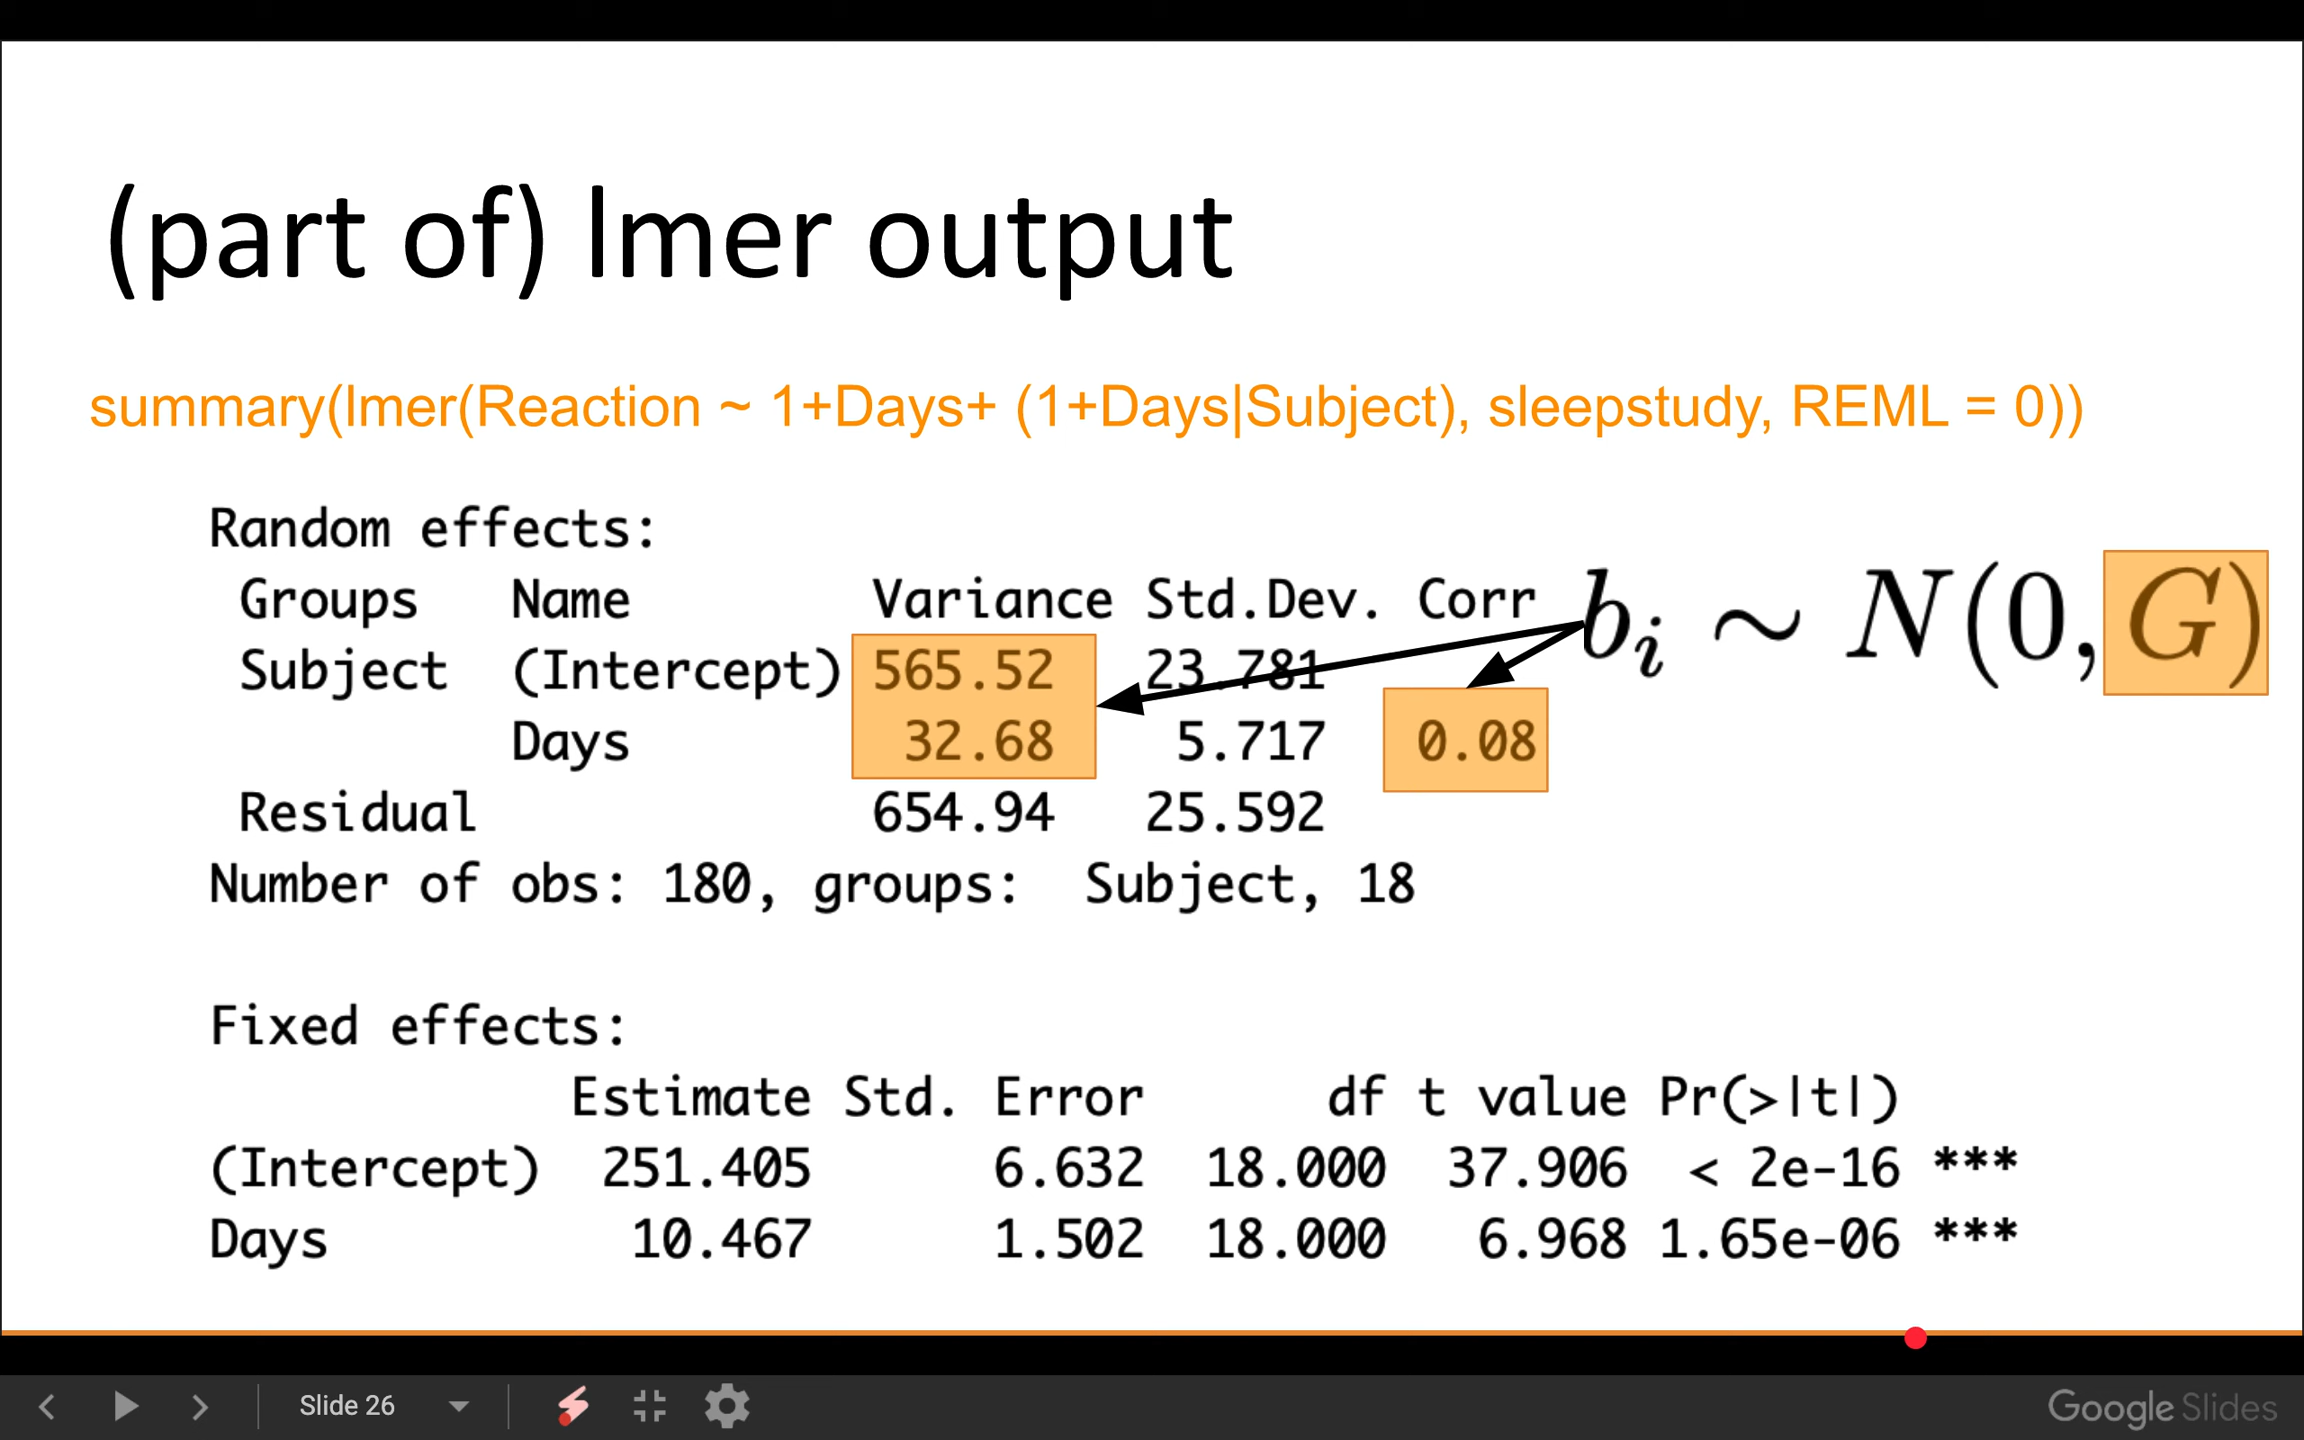 (part of) lmer output
summary(lmer(Reaction ~ 1+Days+ (1+Days|Subject), sleepstudy, REML = 0))
Random effects:
Groups Name Variance Std.Dev. Corr
b_i ~ N(0, G)
Subject (Intercept) 565.52 23.781
Days 32.68 5.717 0.08
Residual 654.94 25.592
Number of obs: 180, groups: Subject, 18
Fixed effects:
Estimate Std. Error df t value Pr(>|t|)
(Intercept) 251.405 6.632 18.000 37.906 < 2e-16 ***
Days 10.467 1.502 18.000 6.968 1.65e-06 ***
Slide 26
Google Slides